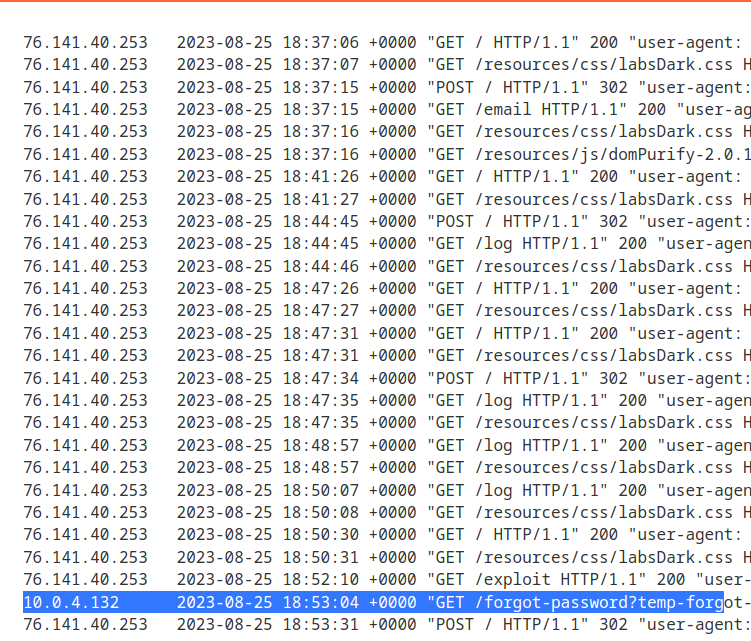 76.141.40.253 2023-08-25 18:37:06 +0000 "GET / HTTP/1.1" 200 "user-agent:
76.141.40.253 2023-08-25 18:37:07 +0000 "GET /resources/css/labsDark.css H
76.141.40.253 2023-08-25 18:37:15 +0000 "POST / HTTP/1.1" 302 "user-agent:
76.141.40.253 2023-08-25 18:37:15 +0000 "GET /email HTTP/1.1" 200 "user-ag
76.141.40.253 2023-08-25 18:37:16 +0000 "GET /resources/css/labsDark.css H
76.141.40.253 2023-08-25 18:37:16 +0000 "GET /resources/js/domPurify-2.0.1
76.141.40.253 2023-08-25 18:41:26 +0000 "GET / HTTP/1.1" 200 "user-agent:
76.141.40.253 2023-08-25 18:41:27 +0000 "GET /resources/css/labsDark.css H
76.141.40.253 2023-08-25 18:44:45 +0000 "POST / HTTP/1.1" 302 "user-agent:
76.141.40.253 2023-08-25 18:44:45 +0000 "GET /log HTTP/1.1" 200 "user-agen
76.141.40.253 2023-08-25 18:44:46 +0000 "GET /resources/css/labsDark.css H
76.141.40.253 2023-08-25 18:47:26 +0000 "GET / HTTP/1.1" 200 "user-agent:
76.141.40.253 2023-08-25 18:47:27 +0000 "GET /resources/css/labsDark.css H
76.141.40.253 2023-08-25 18:47:31 +0000 "GET / HTTP/1.1" 200 "user-agent:
76.141.40.253 2023-08-25 18:47:31 +0000 "GET /resources/css/labsDark.css H
76.141.40.253 2023-08-25 18:47:34 +0000 "POST / HTTP/1.1" 302 "user-agent:
76.141.40.253 2023-08-25 18:47:35 +0000 "GET /log HTTP/1.1" 200 "user-agen
76.141.40.253 2023-08-25 18:47:35 +0000 "GET /resources/css/labsDark.css H
76.141.40.253 2023-08-25 18:48:57 +0000 "GET /log HTTP/1.1" 200 "user-agen
76.141.40.253 2023-08-25 18:48:57 +0000 "GET /resources/css/labsDark.css H
76.141.40.253 2023-08-25 18:50:07 +0000 "GET /log HTTP/1.1" 200 "user-agen
76.141.40.253 2023-08-25 18:50:08 +0000 "GET /resources/css/labsDark.css H
76.141.40.253 2023-08-25 18:50:30 +0000 "GET / HTTP/1.1" 200 "user-agent:
76.141.40.253 2023-08-25 18:50:31 +0000 "GET /resources/css/labsDark.css H
76.141.40.253 2023-08-25 18:52:10 +0000 "GET /exploit HTTP/1.1" 200 "user-
10.0.4.132 2023-08-25 18:53:04 +0000 "GET /forgot-password?temp-forgot-
76.141.40.253 2023-08-25 18:53:31 +0000 "POST / HTTP/1.1" 302 "user-agent: